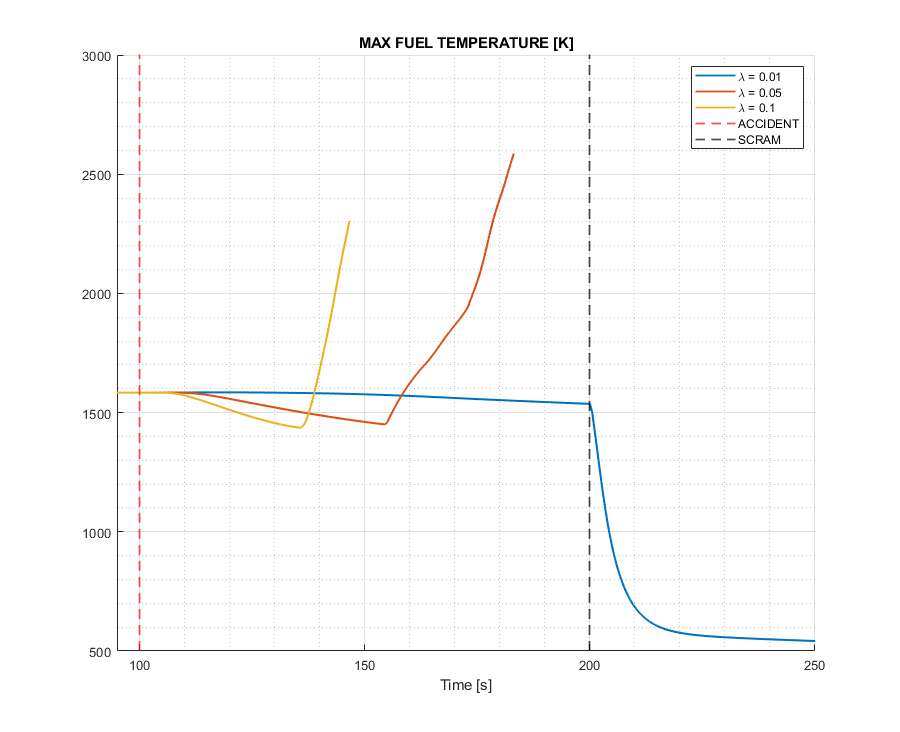 MAX FUEL TEMPERATURE [K]
3000
2500
2000
1500
1000
500
100
150
200
250
Time [s]
λ = 0.01
λ = 0.05
λ = 0.1
ACCIDENT
SCRAM